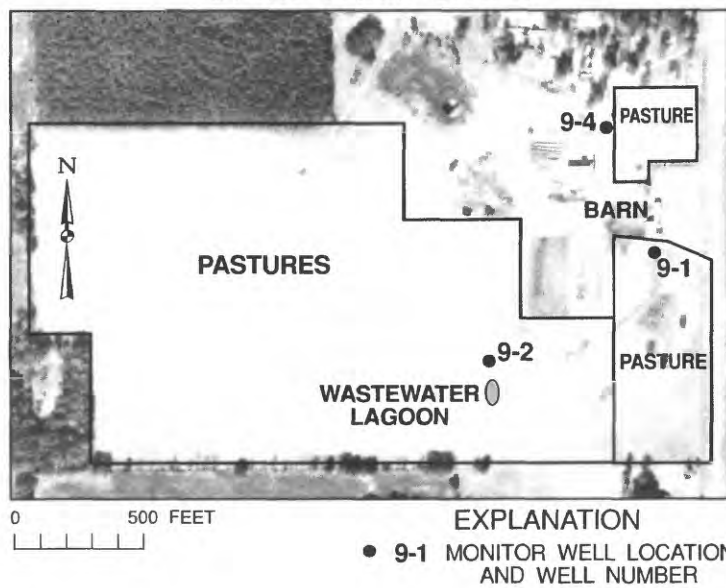 9-4
PASTURE
N
BARN
PASTURES
9-1
9-2
PASTURE
WASTEWATER
LAGOON
0 500 FEET
EXPLANATION
9-1 MONITOR WELL LOCATION
AND WELL NUMBER